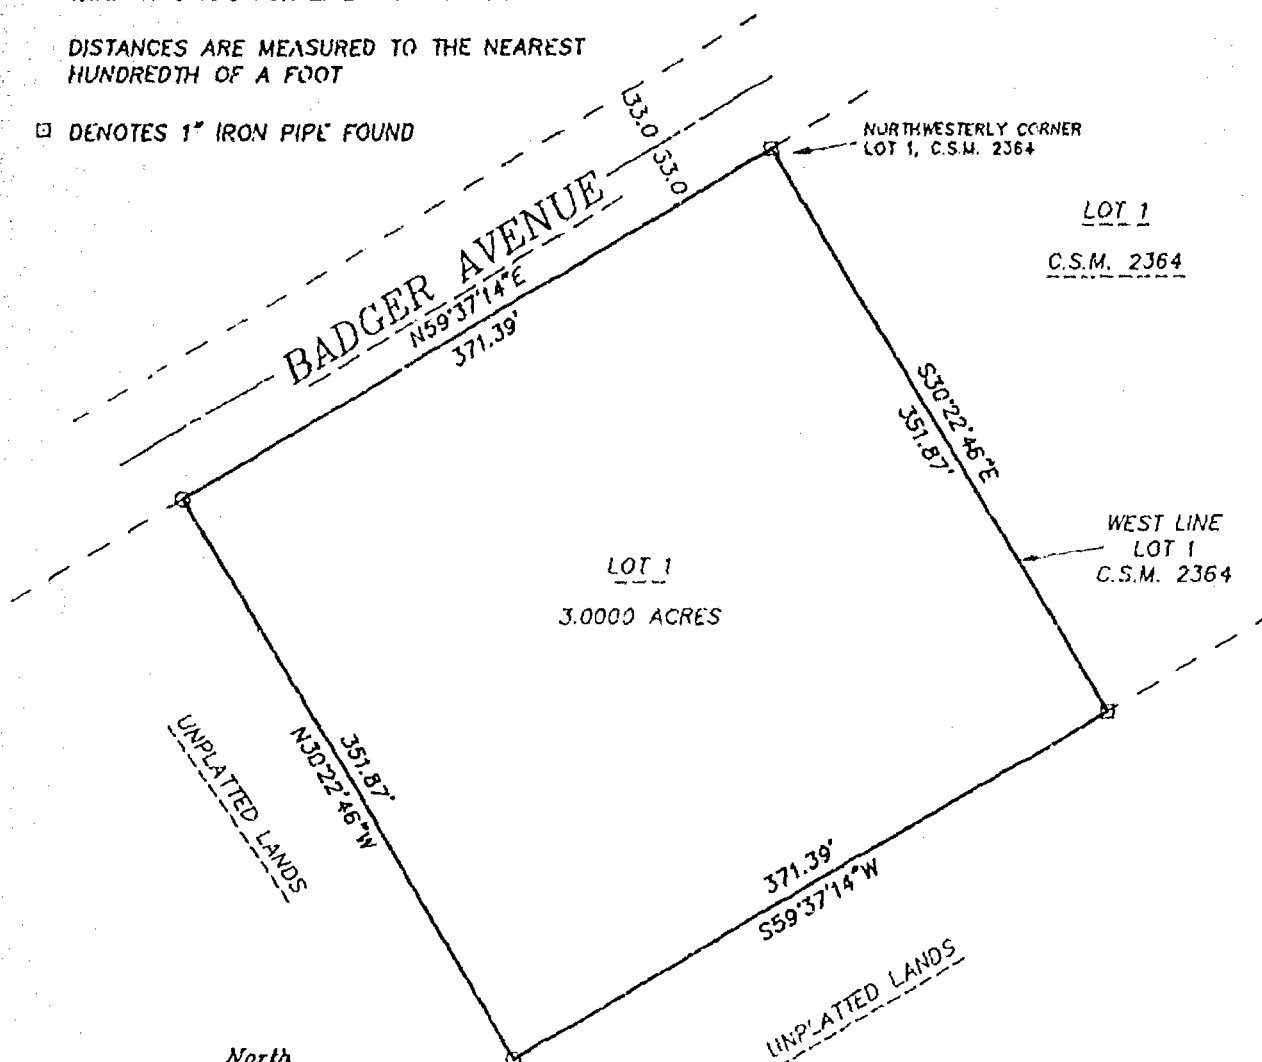 DISTANCES ARE MEASURED TO THE NEAREST
HUNDREDTH OF A FOOT
DENOTES 1" IRON PIPE FOUND
33.0
33.0
NORTHWESTERLY CORNER
LOT 1, C.S.M. 2364
LOT 1
C.S.M. 2364
BADGER AVENUE
N59°37'14"E
371.39'
S30°22'46"E
351.87'
WEST LINE
LOT 1
C.S.M. 2364
LOT 1
3.0000 ACRES
UNPLATTED LANDS
351.87'
N30°22'46"W
371.39'
S59°37'14"W
UNPLATTED LANDS
North